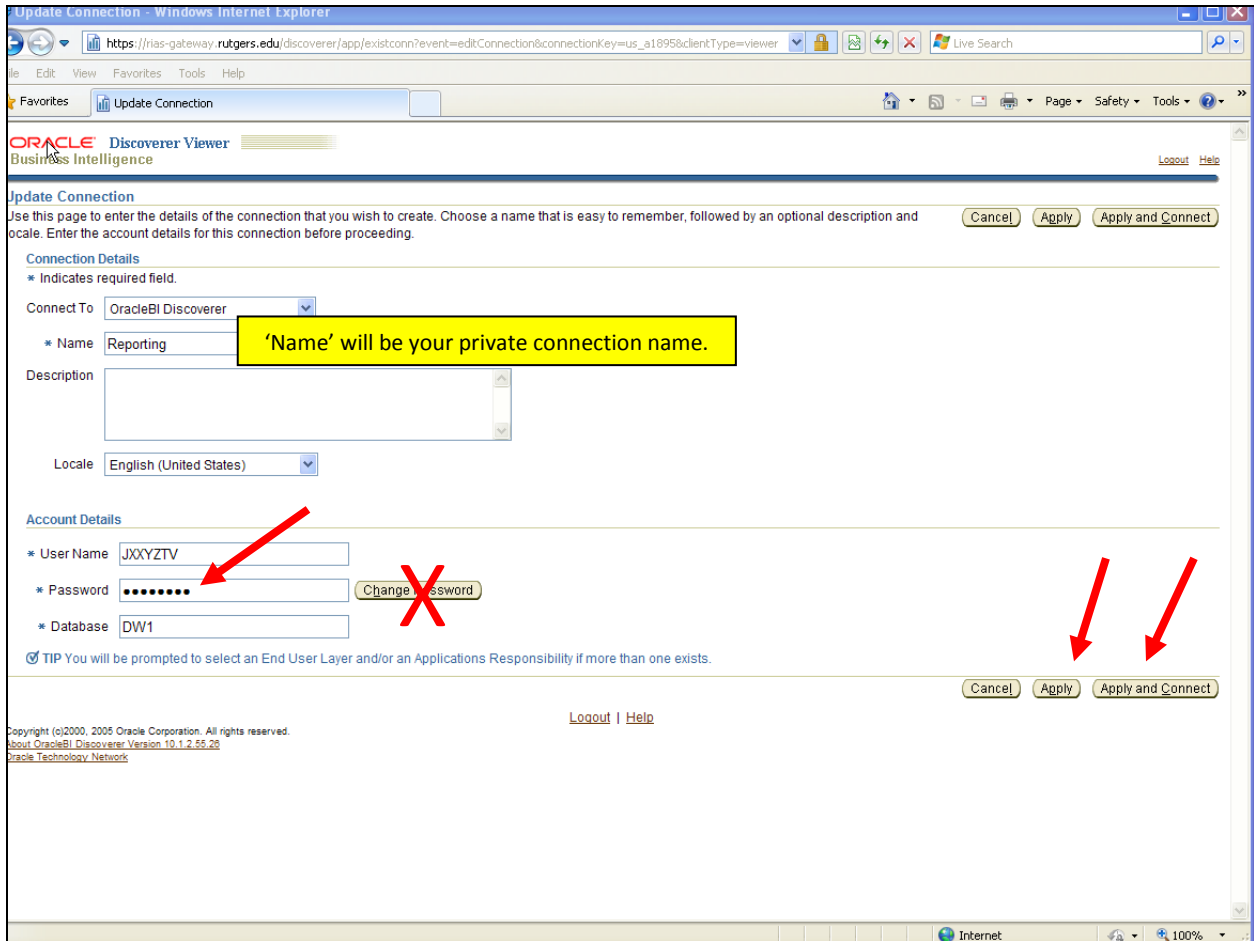 Update Connection - Windows Internet Explorer
https://rias-gateway.rutgers.edu/discoverer/app/existconn?event=editConnection&connectionKey=us_a1895&clientType=viewer
Live Search
ile Edit View Favorites Tools Help
Favorites Update Connection Page Safety Tools »
ORACLE Discoverer Viewer
Business Intelligence
Logout Help
Update Connection
Use this page to enter the details of the connection that you wish to create. Choose a name that is easy to remember, followed by an optional description and
ocale. Enter the account details for this connection before proceeding.
Cancel Apply Apply and Connect
Connection Details
* Indicates required field.
Connect To OracleBI Discoverer
* Name Reporting
‘Name’ will be your private connection name.
Description
Locale English (United States)
Account Details
* User Name JXXYZTV
* Password •••••••• Change Password
X
* Database DW1
TIP You will be prompted to select an End User Layer and/or an Applications Responsibility if more than one exists.
Cancel Apply Apply and Connect
Logout | Help
Copyright (c)2000, 2005 Oracle Corporation. All rights reserved.
About OracleBI Discoverer Version 10.1.2.55.26
Oracle Technology Network
Internet 100%